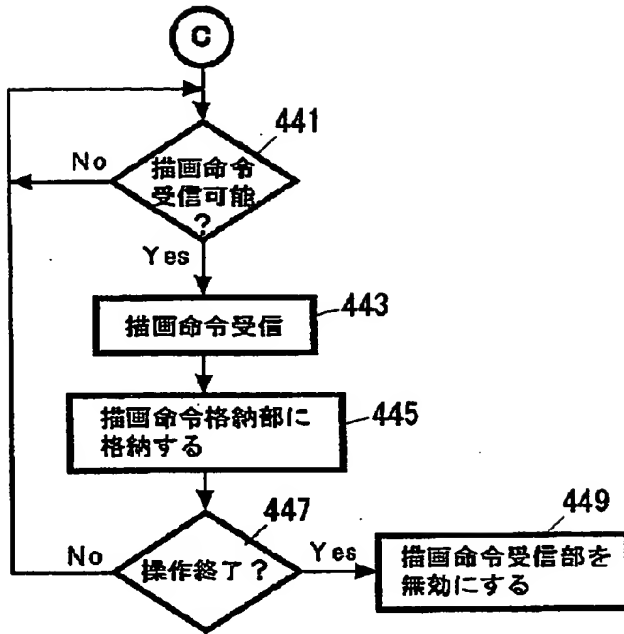 C
441
No
描画命令
受信可能
?
Yes
443
描画命令受信
445
描画命令格納部に
格納する
447
No
操作終了?
Yes
449
描画命令受信部を
無効にする